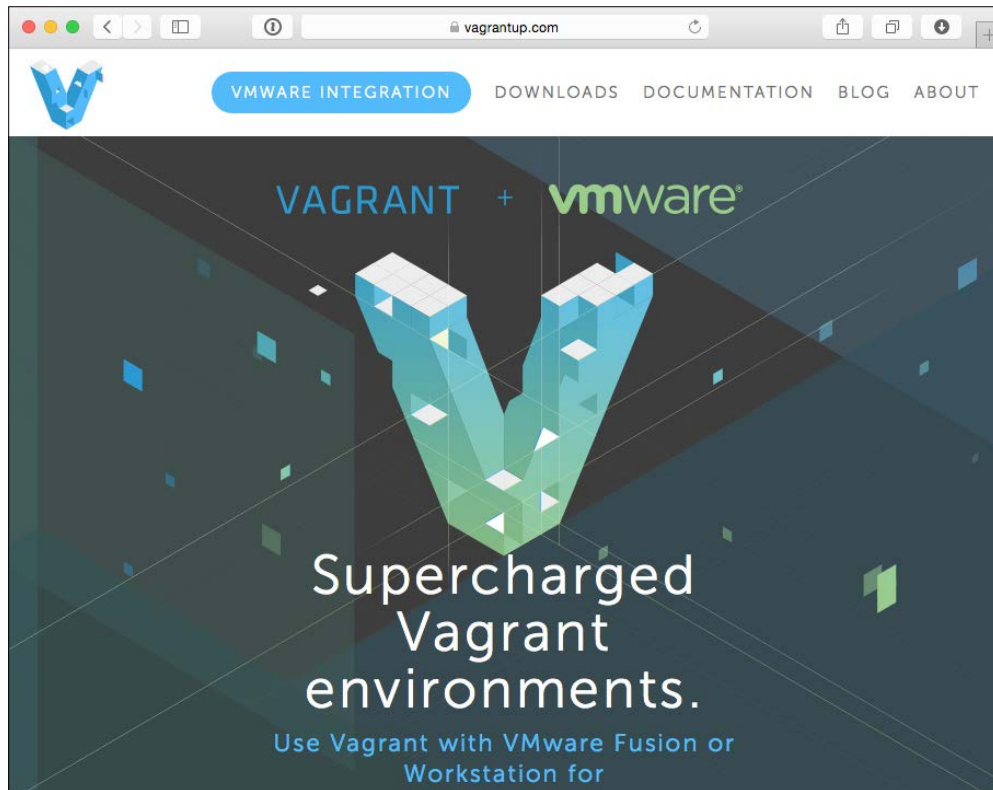 vagrantup.com
VMWARE INTEGRATION DOWNLOADS DOCUMENTATION BLOG ABOUT
VAGRANT + vmware®
Supercharged
Vagrant
environments.
Use Vagrant with VMware Fusion or
Workstation for